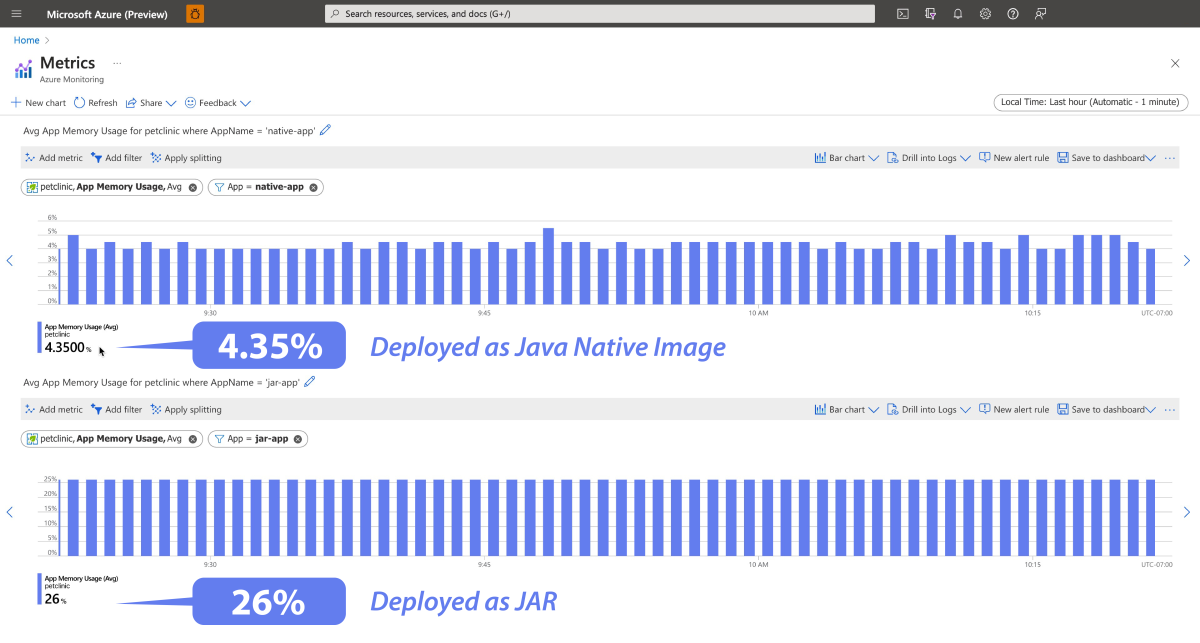 Microsoft Azure (Preview)
Search resources, services, and docs (G+/)
Home
Metrics
Azure Monitoring
New chart Refresh Share Feedback
Local Time: Last hour (Automatic - 1 minute)
Avg App Memory Usage for petclinic where AppName = 'native-app'
Add metric Add filter Apply splitting
Bar chart Drill into Logs New alert rule Save to dashboard
petclinic, App Memory Usage, Avg
App = native-app
6%
5%
4%
3%
2%
1%
0%
9:30 9:45 10 AM 10:15 UTC-07:00
App Memory Usage (Avg)
petclinic
4.3500 %
4.35%
Deployed as Java Native Image
Avg App Memory Usage for petclinic where AppName = 'jar-app'
Add metric Add filter Apply splitting
Bar chart Drill into Logs New alert rule Save to dashboard
petclinic, App Memory Usage, Avg
App = jar-app
25%
20%
15%
10%
5%
0%
9:30 9:45 10 AM 10:15 UTC-07:00
App Memory Usage (Avg)
petclinic
26 %
26%
Deployed as JAR